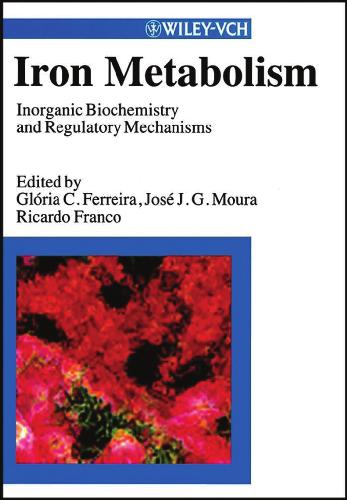 WILEY-VCH
Iron Metabolism
Inorganic Biochemistry
and Regulatory Mechanisms
Edited by
Glória C. Ferreira, José J. G. Moura
Ricardo Franco